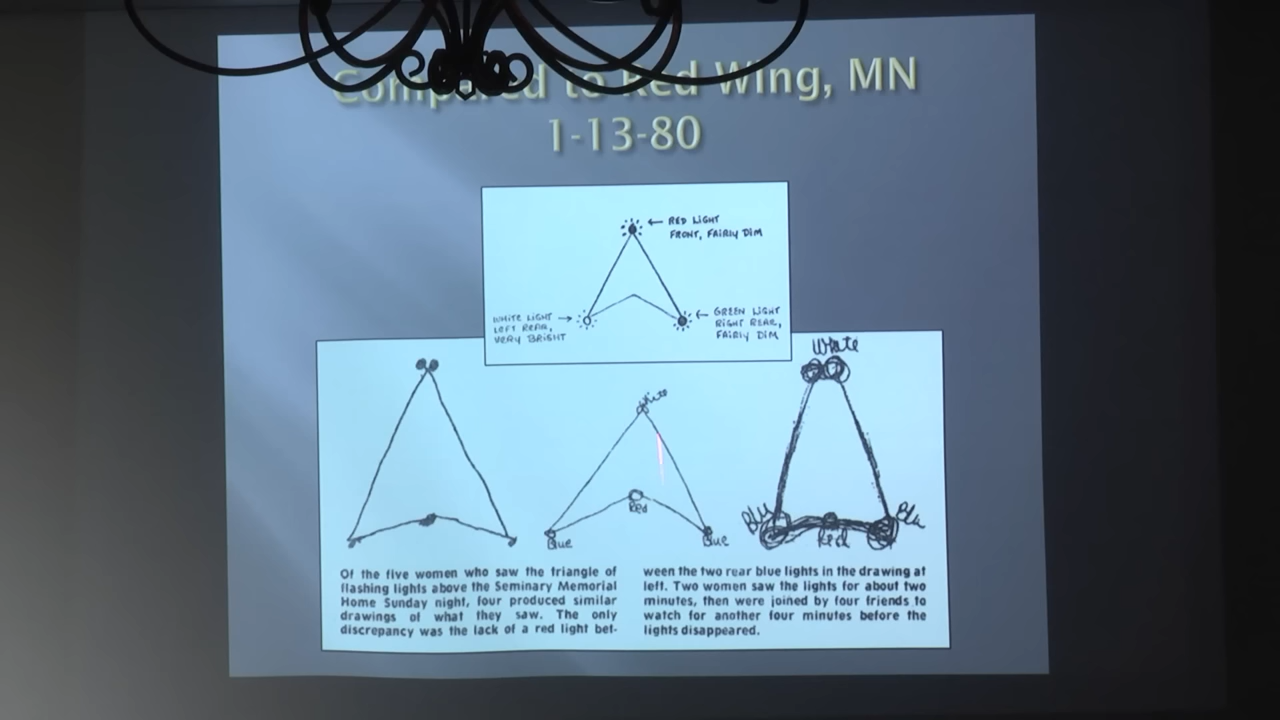 Compared to Red Wing, MN
1-13-80
RED LIGHT
FRONT, FAIRLY DIM
WHITE LIGHT
LEFT REAR,
VERY BRIGHT
GREEN LIGHT
RIGHT REAR,
FAIRLY DIM
White
White
Red
Blue
Blue
Blu
Red
Blu
Of the five women who saw the triangle of
flashing lights above the Seminary Memorial
Home Sunday night, four produced similar
drawings of what they saw. The only
discrepancy was the lack of a red light bet-
ween the two rear blue lights in the drawing at
left. Two women saw the lights for about two
minutes, then were joined by four friends to
watch for another four minutes before the
lights disappeared.